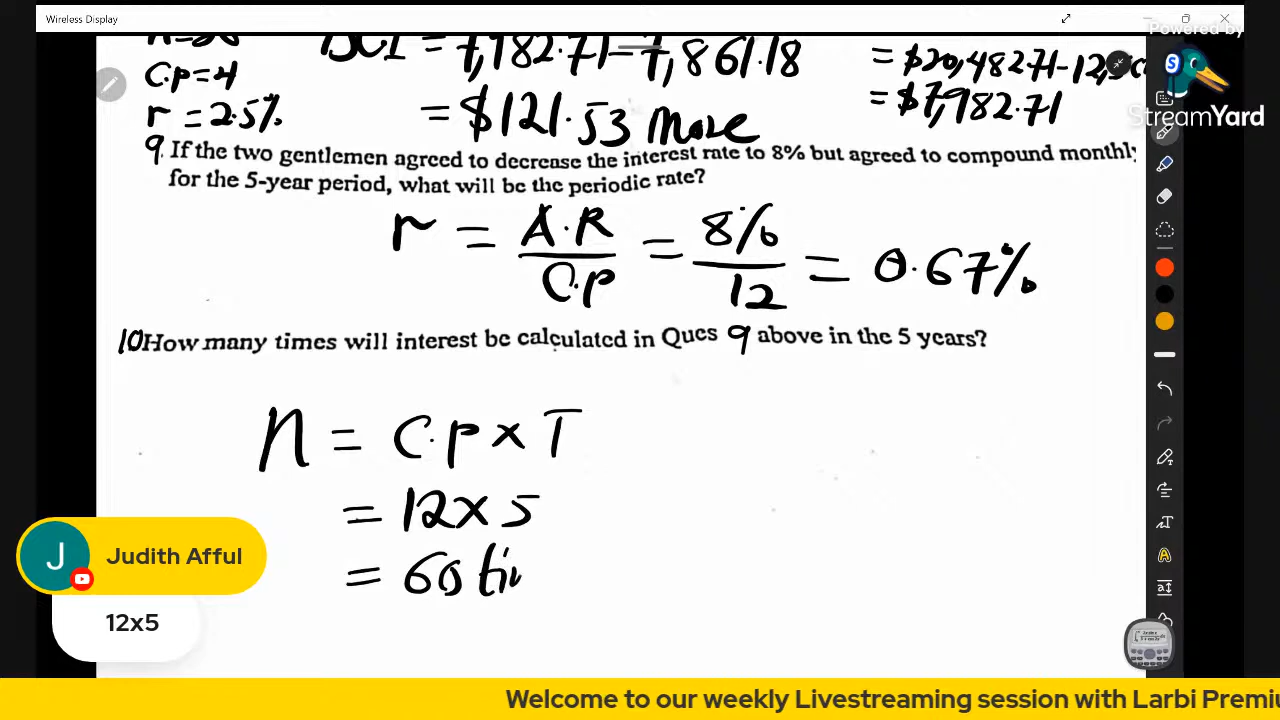 Wireless Display
Powered by
StreamYard
C.p = 4
r = 2.5%
= 7,982.71 - 7,861.18
= $121.53 more
= $20,482.71 -
= $7,982.71
9. If the two gentlemen agreed to decrease the interest rate to 8% but agreed to compound monthly
for the 5-year period, what will be the periodic rate?
r = A.R / C.P = 8% / 12 = 0.67%
10 How many times will interest be calculated in Ques 9 above in the 5 years?
n = C.P x T
= 12 x 5
= 60
J
Judith Afful
12x5
Welcome to our weekly Livestreaming session with Larbi